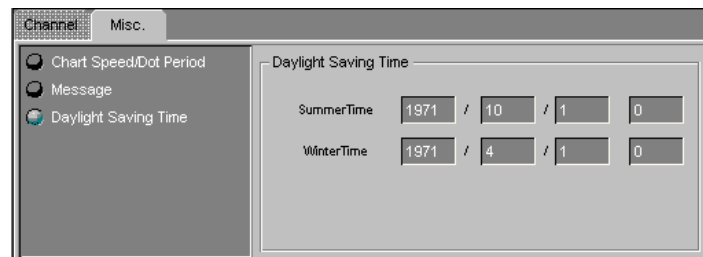 Channel Misc.
Chart Speed/Dot Period
Message
Daylight Saving Time
Daylight Saving Time
SummerTime 1971 / 10 / 1 0
WinterTime 1971 / 4 / 1 0